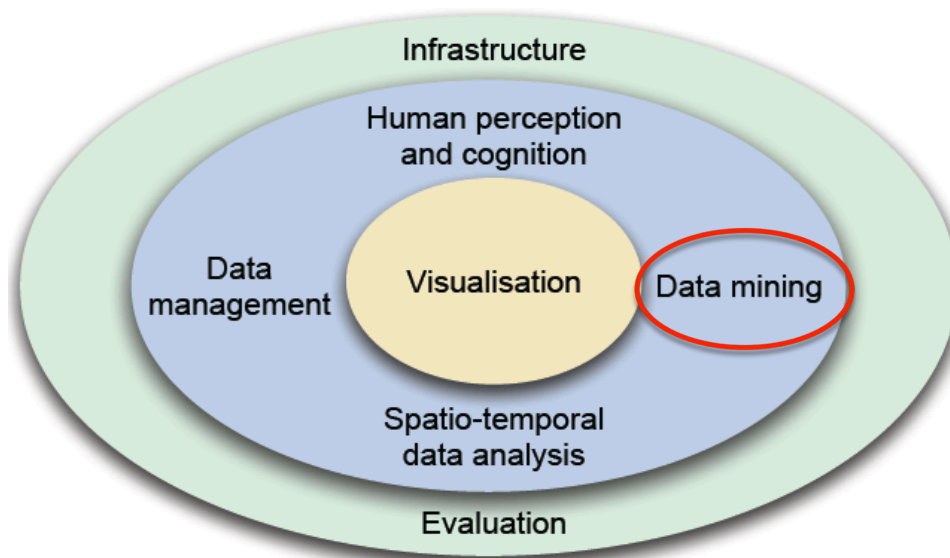 Infrastructure
Human perception
and cognition
Data
management
Visualisation
Data mining
Spatio-temporal
data analysis
Evaluation